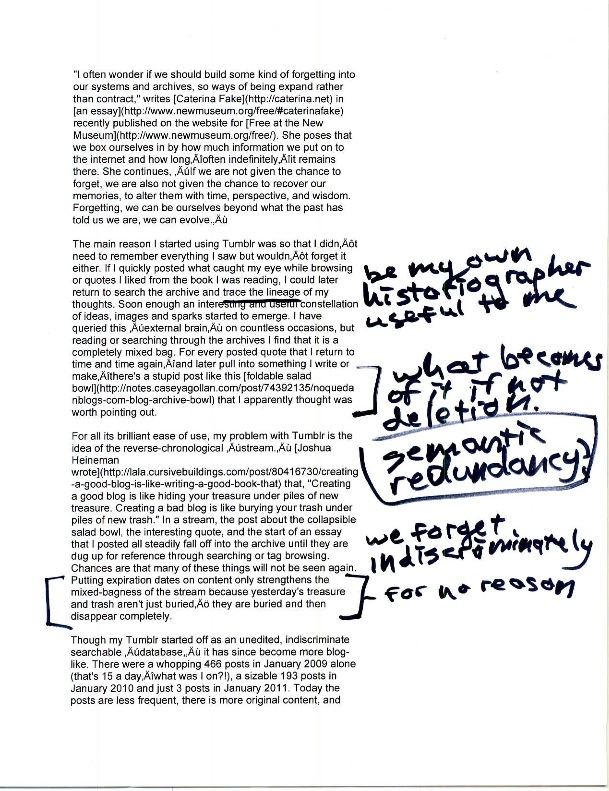 "I often wonder if we should build some kind of forgetting into
our systems and archives, so ways of being expand rather
than contract," writes [Caterina Fake](http://caterina.net) in
[an essay](http://www.newmuseum.org/free/#caterinafake)
recently published on the website for [Free at the New
Museum](http://www.newmuseum.org/free/). She poses that
we box ourselves in by how much information we put on to
the internet and how long‚Äîoften indefinitely‚Äîit remains
there. She continues, ‚ÄúIf we are not given the chance to
forget, we are also not given the chance to recover our
memories, to alter them with time, perspective, and wisdom.
Forgetting, we can be ourselves beyond what the past has
told us we are, we can evolve.‚Äù
The main reason I started using Tumblr was so that I didn‚Äôt
need to remember everything I saw but wouldn‚Äôt forget it
either. If I quickly posted what caught my eye while browsing
or quotes I liked from the book I was reading, I could later
return to search the archive and trace the lineage of my
thoughts. Soon enough an interesting and useful constellation
of ideas, images and sparks started to emerge. I have
queried this ‚Äúexternal brain‚Äù on countless occasions, but
reading or searching through the archives I find that it is a
completely mixed bag. For every posted quote that I return to
time and time again‚Äîand later pull into something I write or
make‚Äîthere's a stupid post like this [foldable salad
bowl](http://notes.caseyagollan.com/post/74392135/noqueda
nblogs-com-blog-archive-bowl) that I apparently thought was
worth pointing out.
be my own
historiographer
useful to me
what becomes
of it if not
deletion.
semantic
redundancy?
For all its brilliant ease of use, my problem with Tumblr is the
idea of the reverse-chronological ‚Äústream.‚Äù [Joshua
Heineman
wrote](http://lala.cursivebuildings.com/post/80416730/creating
-a-good-blog-is-like-writing-a-good-book-that) that, "Creating
a good blog is like hiding your treasure under piles of new
treasure. Creating a bad blog is like burying your trash under
piles of new trash." In a stream, the post about the collapsible
salad bowl, the interesting quote, and the start of an essay
that I posted all steadily fall off into the archive until they are
dug up for reference through searching or tag browsing.
Chances are that many of these things will not be seen again.
Putting expiration dates on content only strengthens the
mixed-bagness of the stream because yesterday's treasure
and trash aren't just buried‚Äö they are buried and then
disappear completely.
we forget
indiscriminately
for no reason
Though my Tumblr started off as an unedited, indiscriminate
searchable ‚Äúdatabase,‚Äù it has since become more blog-
like. There were a whopping 466 posts in January 2009 alone
(that's 15 a day‚Äîwhat was I on?!), a sizable 193 posts in
January 2010 and just 3 posts in January 2011. Today the
posts are less frequent, there is more original content, and